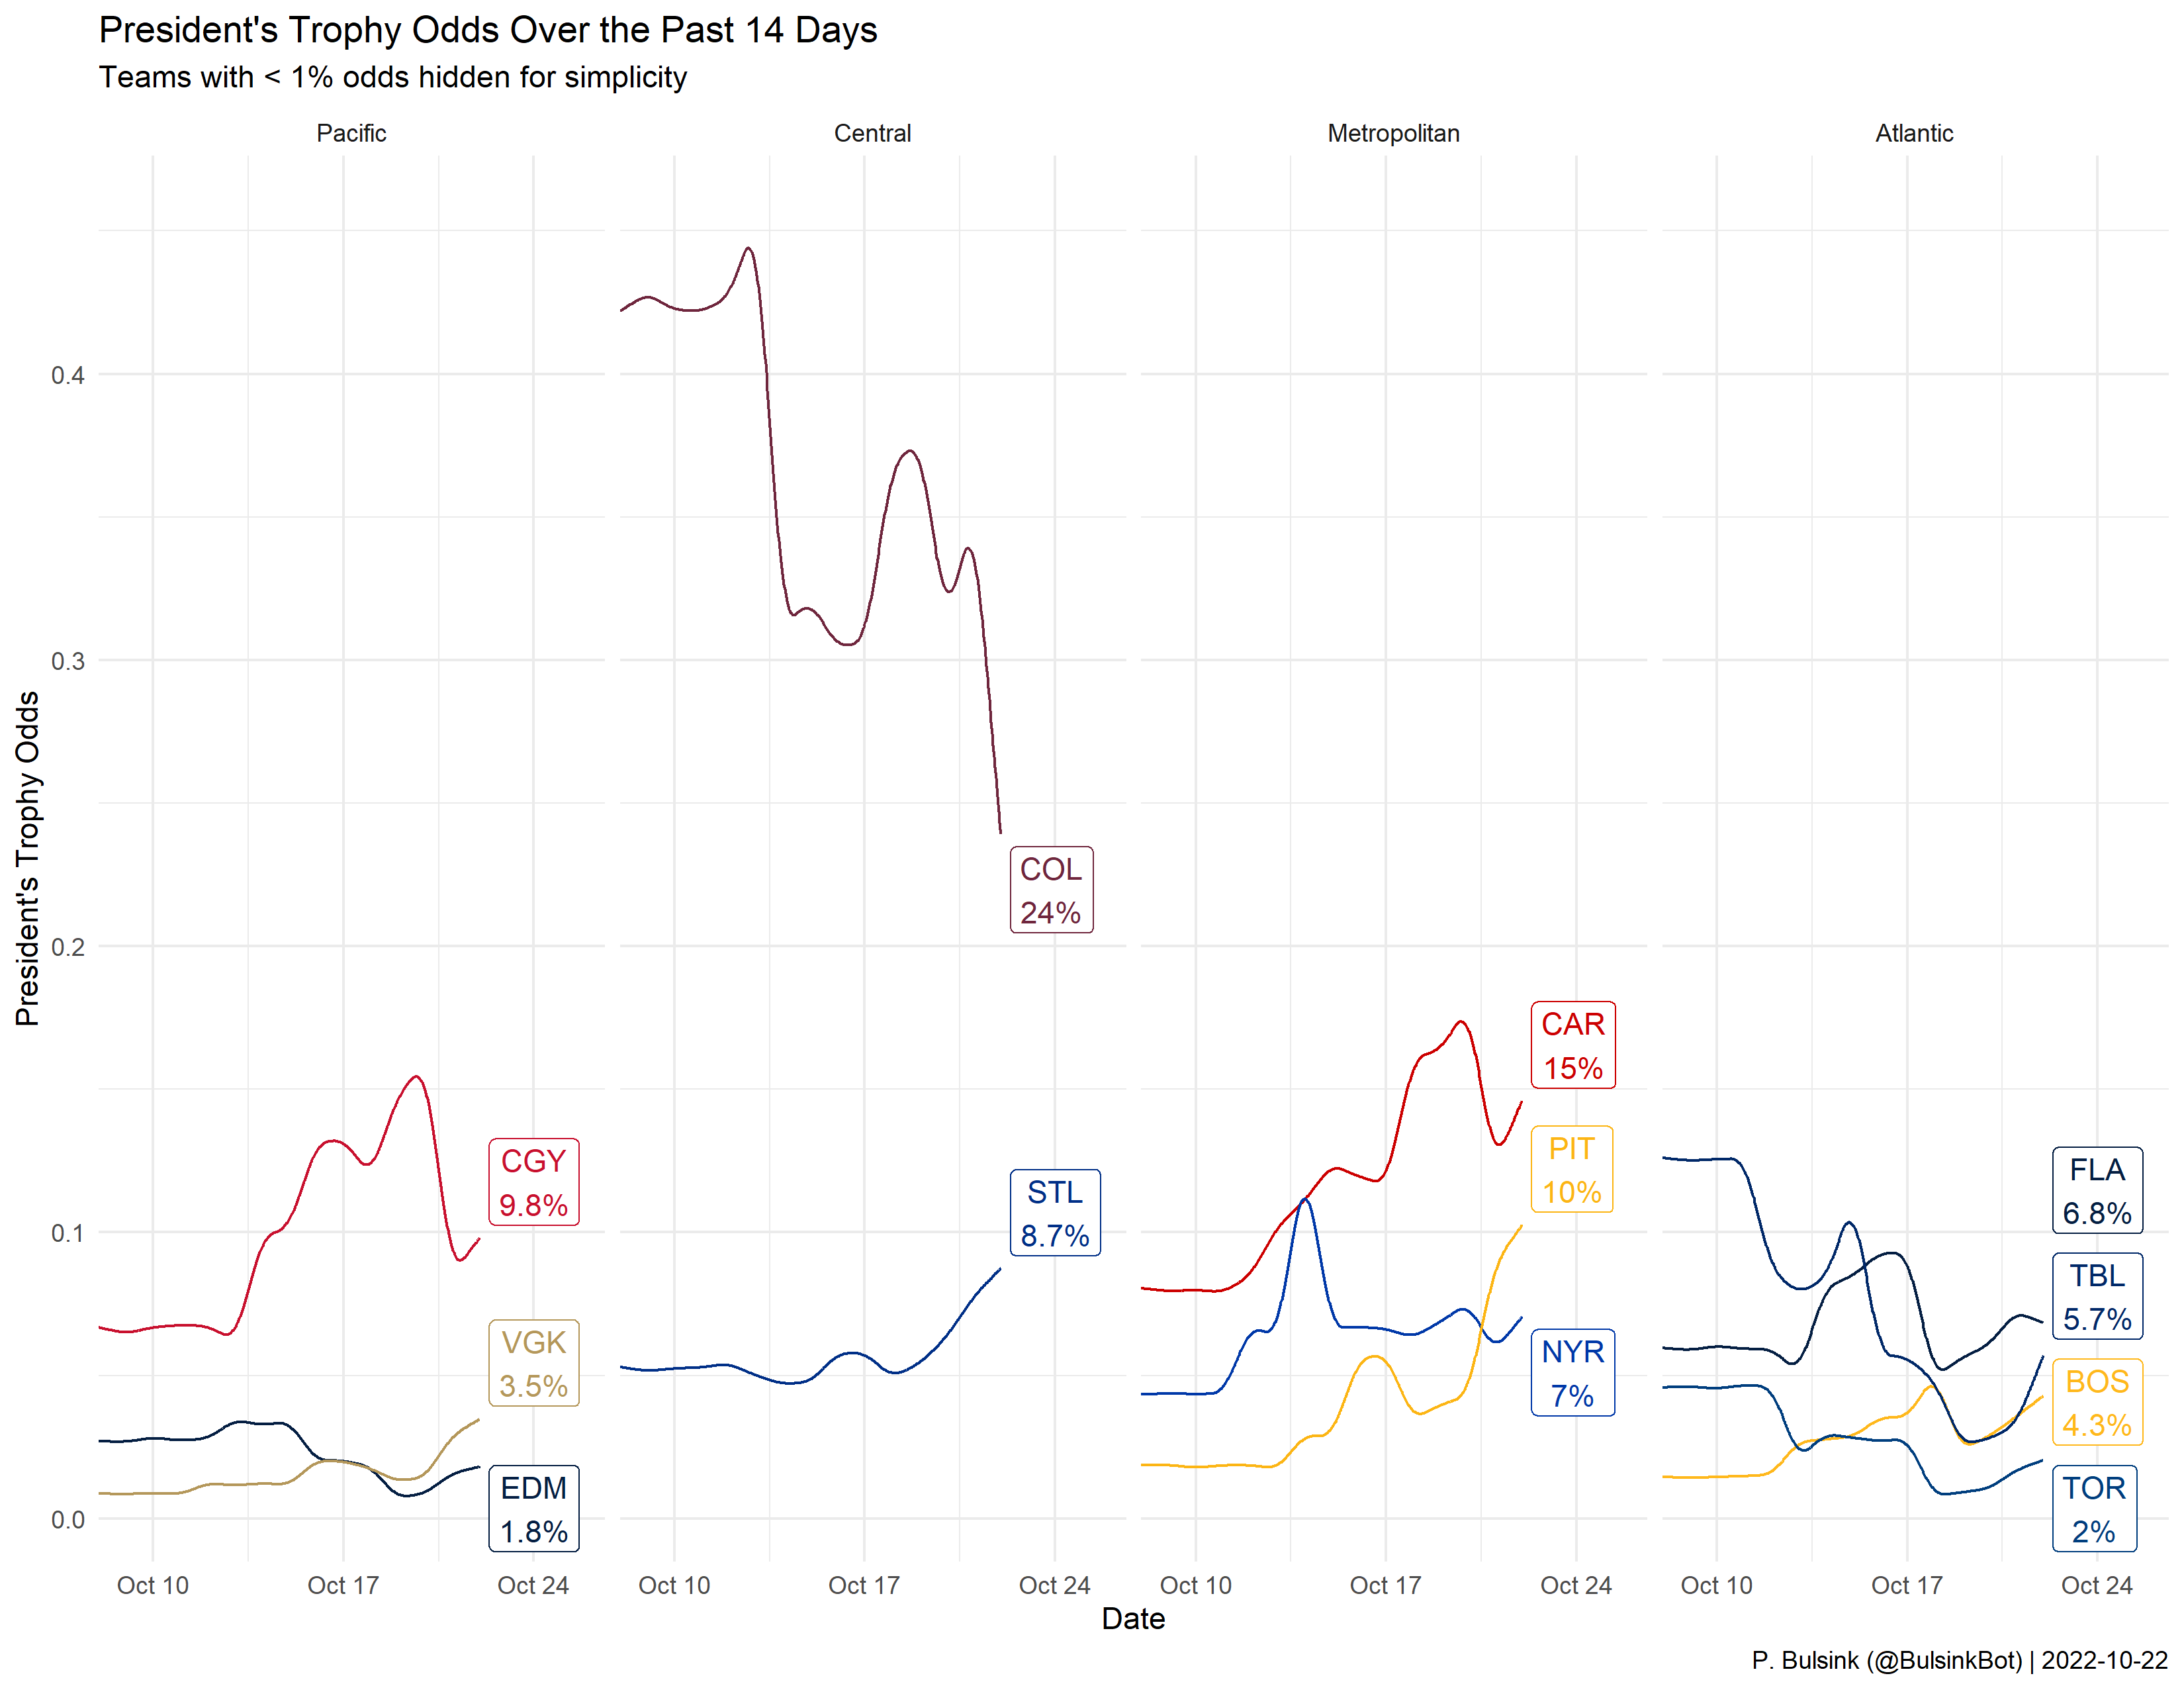 President's Trophy Odds Over the Past 14 Days
Teams with < 1% odds hidden for simplicity
Pacific
Central
Metropolitan
Atlantic
President's Trophy Odds
0.4
0.3
0.2
0.1
0.0
CGY
9.8%
VGK
3.5%
EDM
1.8%
COL
24%
STL
8.7%
CAR
15%
PIT
10%
NYR
7%
FLA
6.8%
TBL
5.7%
BOS
4.3%
TOR
2%
Oct 10
Oct 17
Oct 24
Oct 10
Oct 17
Oct 24
Oct 10
Oct 17
Oct 24
Oct 10
Oct 17
Oct 24
Date
P. Bulsink (@BulsinkBot) | 2022-10-22